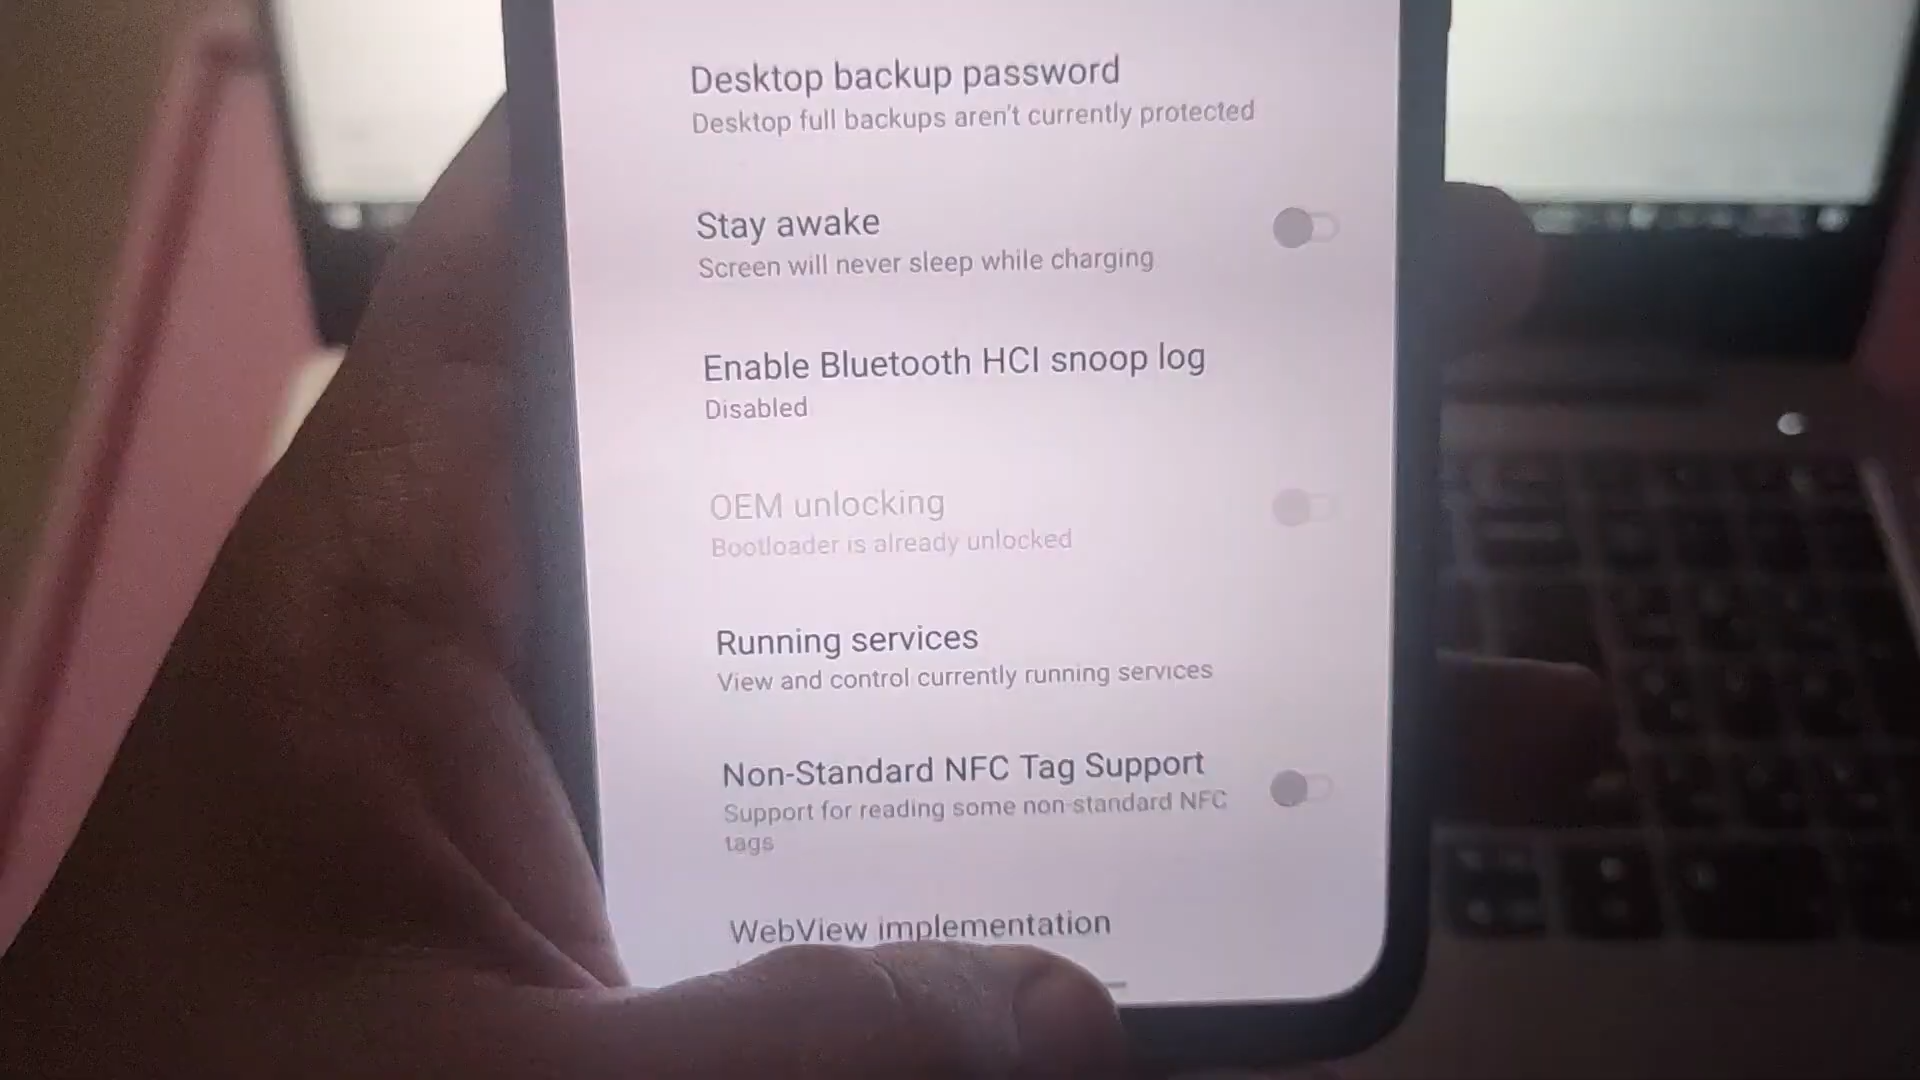 Desktop backup password
Desktop full backups aren't currently protected
Stay awake
Screen will never sleep while charging
Enable Bluetooth HCI snoop log
Disabled
OEM unlocking
Bootloader is already unlocked
Running services
View and control currently running services
Non-Standard NFC Tag Support
Support for reading some non-standard NFC
tags
WebView implementation